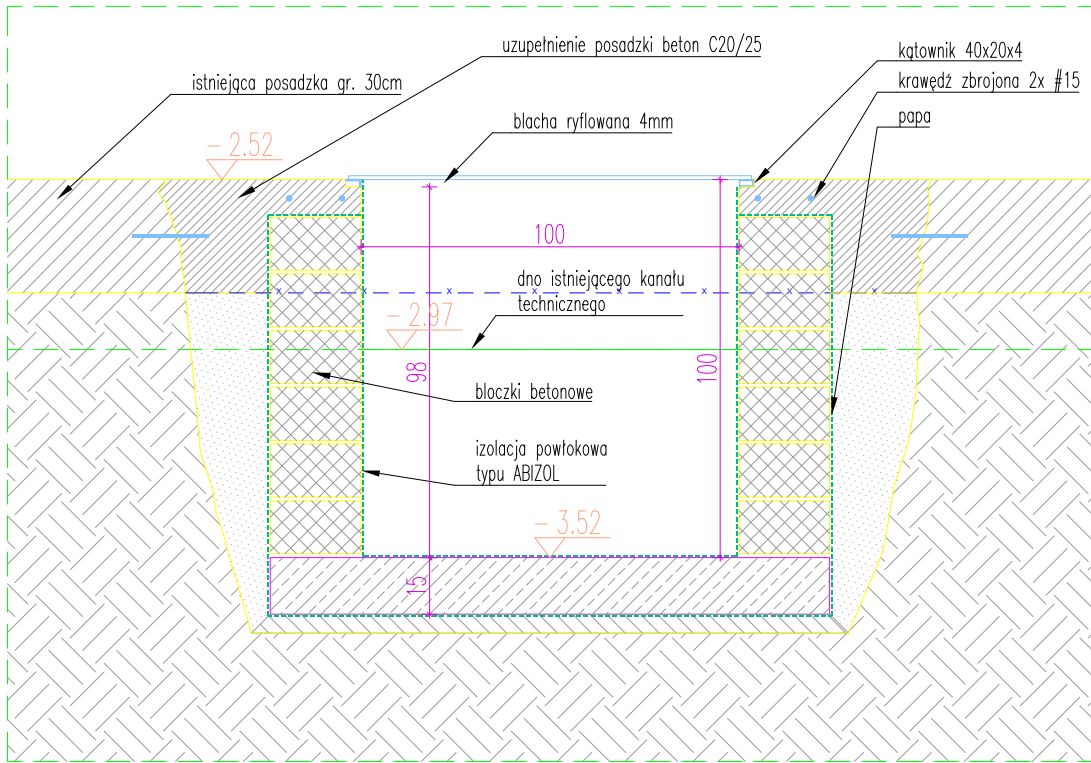 uzupełnienie posadzki beton C20/25
kątownik 40x20x4
istniejąca posadzka gr. 30cm
krawędź zbrojona 2x #15
blacha ryflowana 4mm
papa
- 2.52
100
dno istniejącego kanału
technicznego
- 2.97
98
100
bloczki betonowe
izolacja powłokowa
typu ABIZOL
- 3.52
15